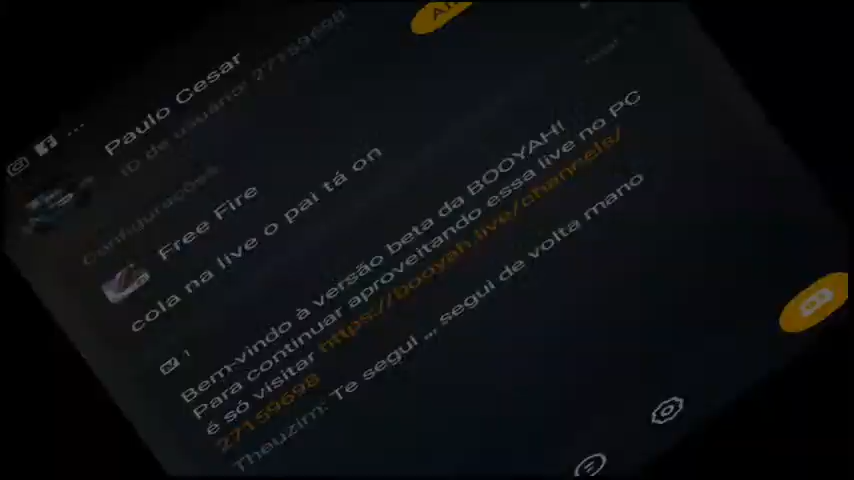 Paulo Cesar
ID de usuário: 27159698
Configurações
Free Fire
cola na live o pai tá on
1
Bem-vindo à versão beta da BOOYAH!
Para continuar aproveitando essa live no PC
é só visitar https://booyah.live/channels/
27159698
Theuzim: Te segui ,, segui de volta mano